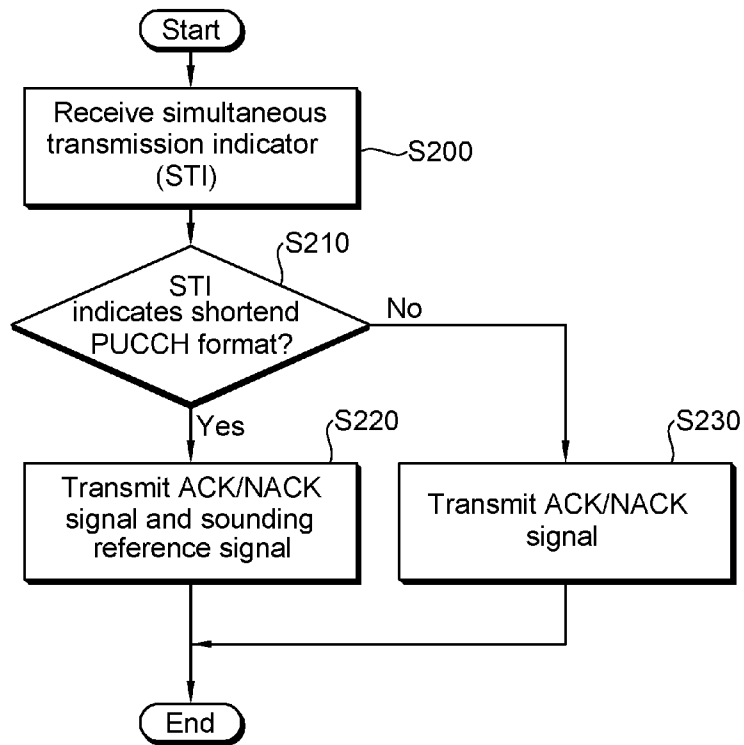 Start
Receive simultaneous
transmission indicator
(STI)
S200
S210
STI
indicates shortend
PUCCH format?
No
Yes
S220
S230
Transmit ACK/NACK
signal and sounding
reference signal
Transmit ACK/NACK
signal
End